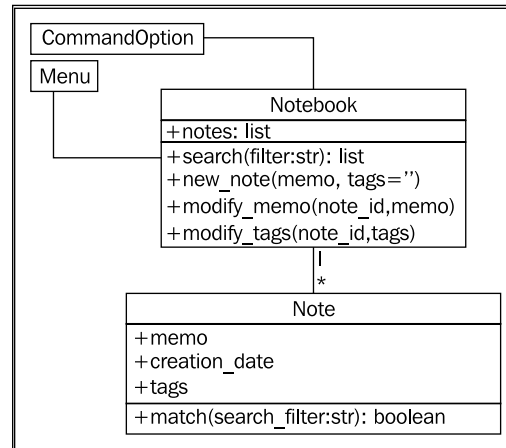 CommandOption
Menu
Notebook
+notes: list
+search(filter:str): list
+new_note(memo, tags='')
+modify_memo(note_id,memo)
+modify_tags(note_id,tags)
1
*
Note
+memo
+creation_date
+tags
+match(search_filter:str): boolean